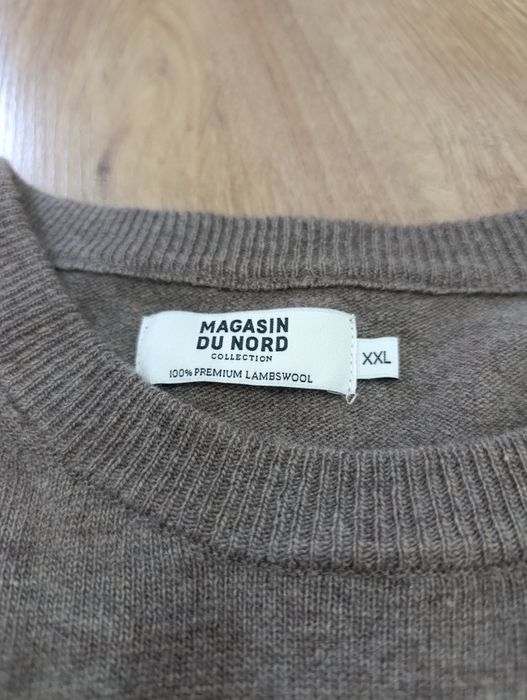 MAGASIN
DU NORD
COLLECTION
100% PREMIUM LAMBSWOOL
XXL